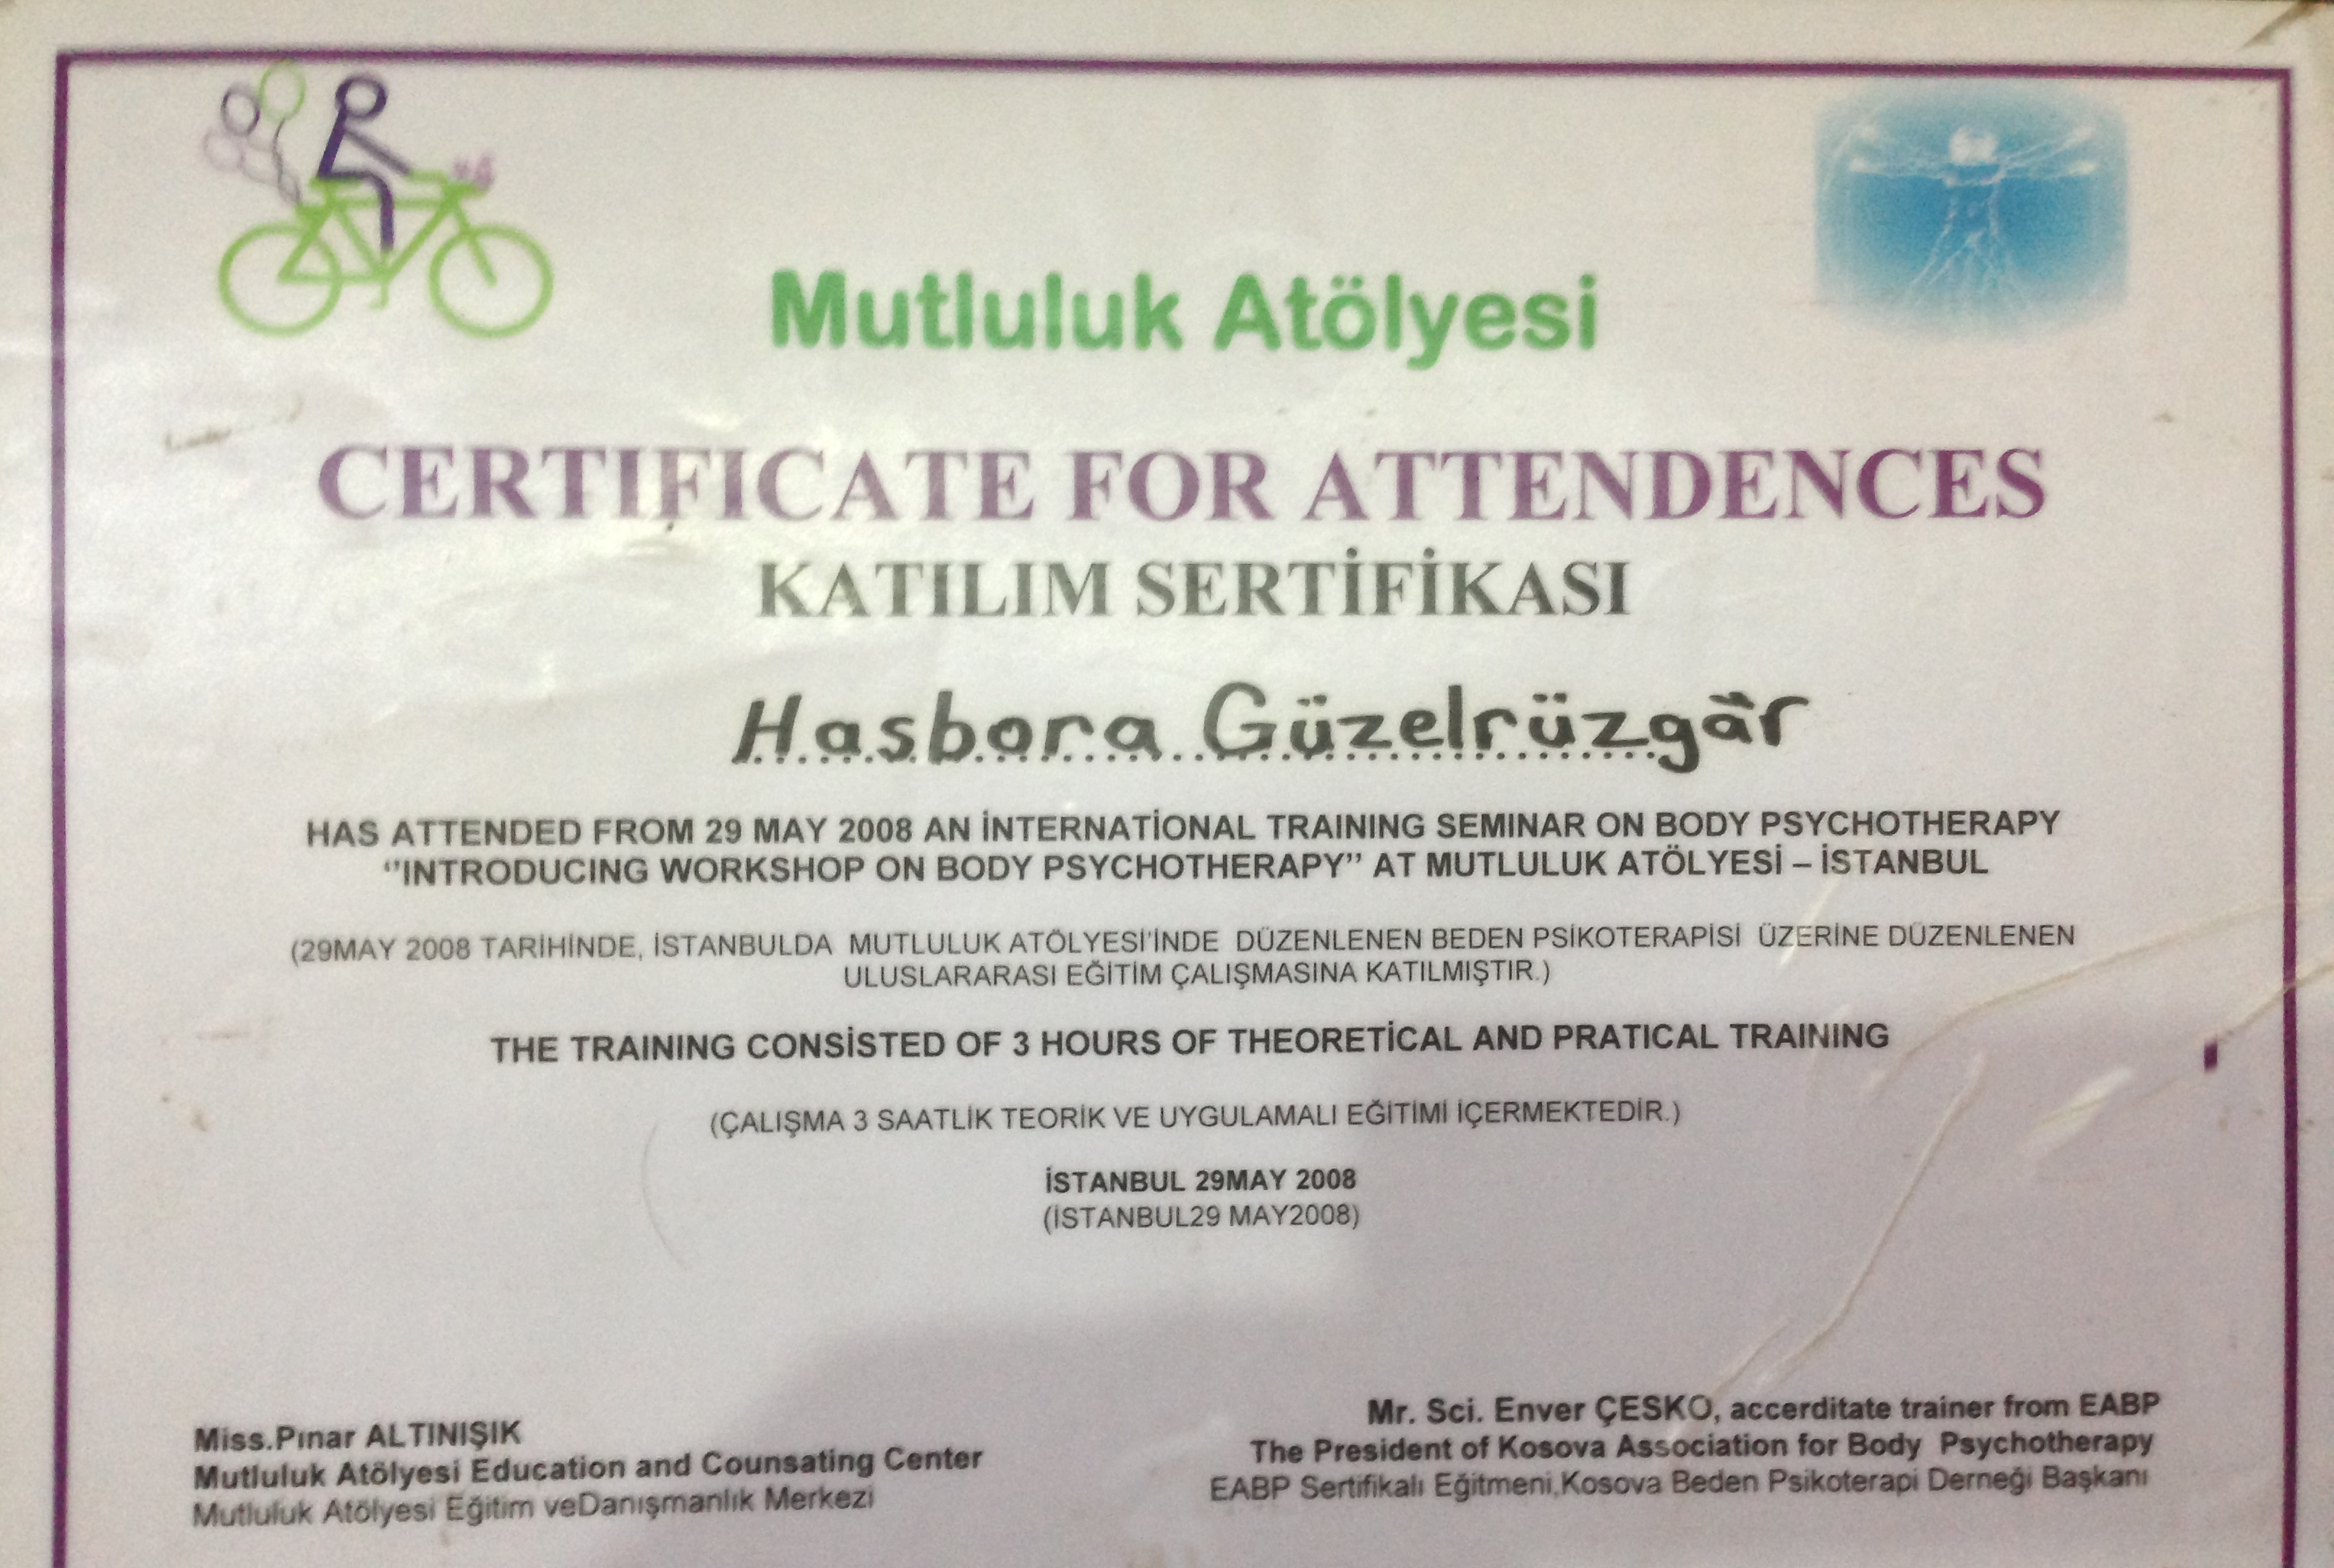 Mutluluk Atölyesi
CERTIFICATE FOR ATTENDENCES
KATILIM SERTİFİKASI
Hasbora Güzelrüzgâr
HAS ATTENDED FROM 29 MAY 2008 AN İNTERNATİONAL TRAINING SEMINAR ON BODY PSYCHOTHERAPY
‘’INTRODUCING WORKSHOP ON BODY PSYCHOTHERAPY’’ AT MUTLULUK ATÖLYESİ – İSTANBUL
(29MAY 2008 TARİHİNDE, İSTANBULDA MUTLULUK ATÖLYESİ'İNDE DÜZENLENEN BEDEN PSİKOTERAPİSİ ÜZERİNE DÜZENLENEN
ULUSLARARASI EĞİTİM ÇALIŞMASINA KATILMIŞTIR.)
THE TRAINING CONSİSTED OF 3 HOURS OF THEORETİCAL AND PRATICAL TRAINING
(ÇALIŞMA 3 SAATLİK TEORİK VE UYGULAMALI EĞİTİMİ İÇERMEKTEDİR.)
İSTANBUL 29MAY 2008
(İSTANBUL29 MAY2008)
Miss.Pınar ALTINIŞIK
Mutluluk Atölyesi Education and Counsating Center
Mutluluk Atölyesi Eğitim veDanışmanlık Merkezi
Mr. Sci. Enver ÇESKO, accerditate trainer from EABP
The President of Kosova Association for Body Psychotherapy
EABP Sertifikalı Eğitmeni,Kosova Beden Psikoterapi Derneği Başkanı